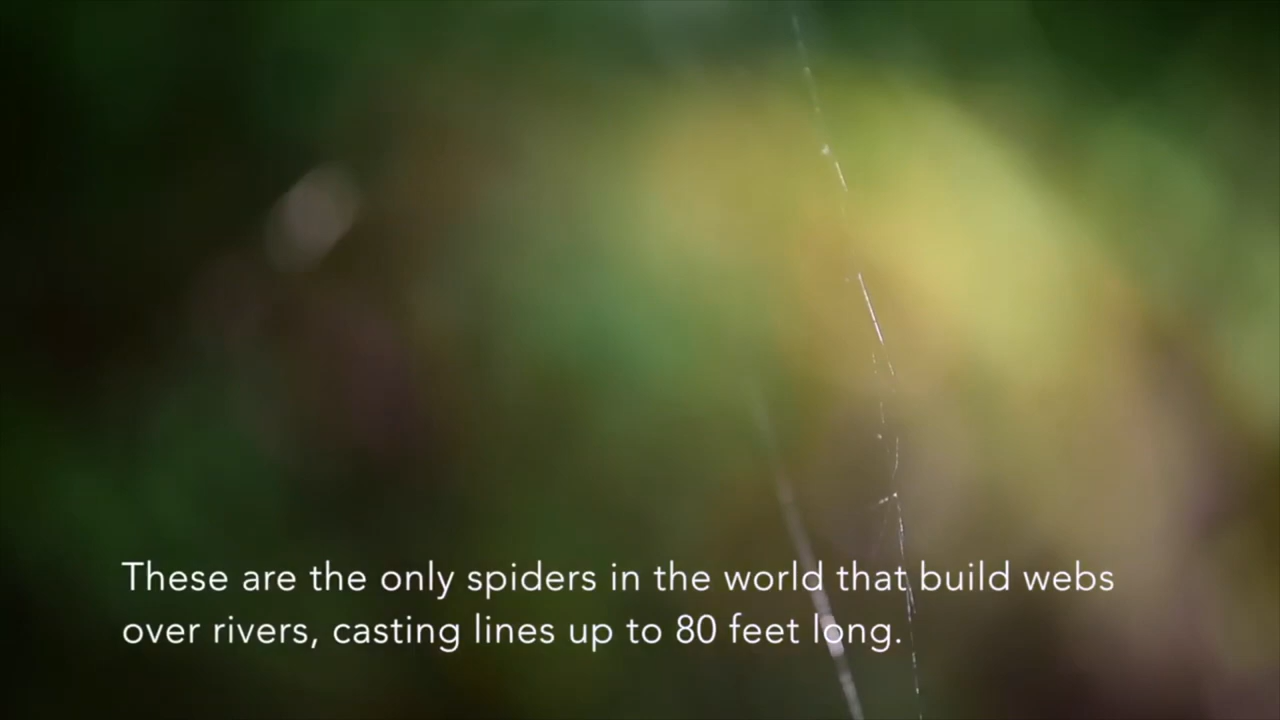 These are the only spiders in the world that build webs
over rivers, casting lines up to 80 feet long.